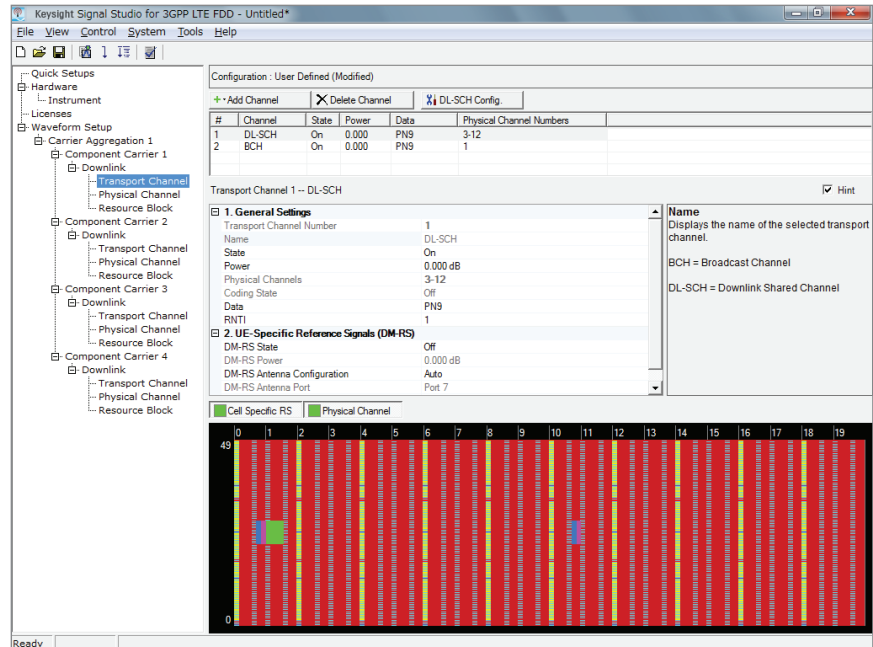 Keysight Signal Studio for 3GPP LTE FDD - Untitled*
File View Control System Tools Help
Quick Setups
Hardware
Instrument
Licenses
Waveform Setup
Carrier Aggregation 1
Component Carrier 1
Downlink
Transport Channel
Physical Channel
Resource Block
Component Carrier 2
Downlink
Transport Channel
Physical Channel
Resource Block
Component Carrier 3
Downlink
Transport Channel
Physical Channel
Resource Block
Component Carrier 4
Downlink
Transport Channel
Physical Channel
Resource Block
Configuration : User Defined (Modified)
Add Channel Delete Channel DL-SCH Config.
# Channel State Power Data Physical Channel Numbers
1 DL-SCH On 0.000 PN9 3-12
2 BCH On 0.000 PN9 1
Transport Channel 1 -- DL-SCH Hint
1. General Settings
Transport Channel Number 1
Name DL-SCH
State On
Power 0.000 dB
Physical Channels 3-12
Coding State Off
Data PN9
RNTI 1
2. UE-Specific Reference Signals (DM-RS)
DM-RS State Off
DM-RS Power 0.000 dB
DM-RS Antenna Configuration Auto
DM-RS Antenna Port Port 7
Name
Displays the name of the selected transport
channel.
BCH = Broadcast Channel
DL-SCH = Downlink Shared Channel
Cell Specific RS Physical Channel
0 1 2 3 4 5 6 7 8 9 10 11 12 13 14 15 16 17 18 19
49
0
Ready